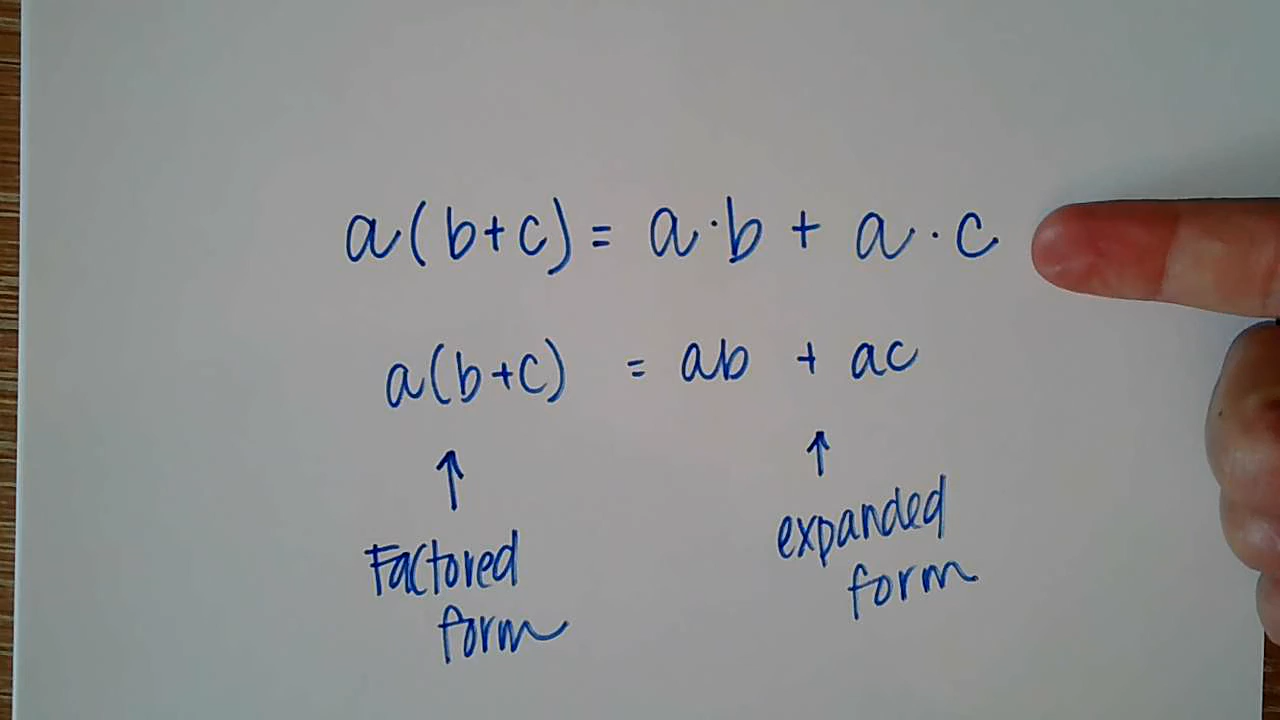 a(b+c) = a·b + a·c
a(b+c) = ab + ac
↑ ↑
Factored form
expanded form